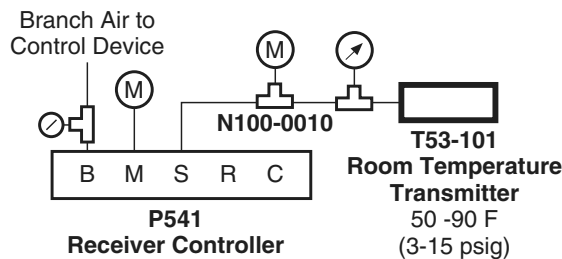 Branch Air to
Control Device
M
M
N100-0010
B M S R C
P541
Receiver Controller
T53-101
Room Temperature
Transmitter
50 -90 F
(3-15 psig)